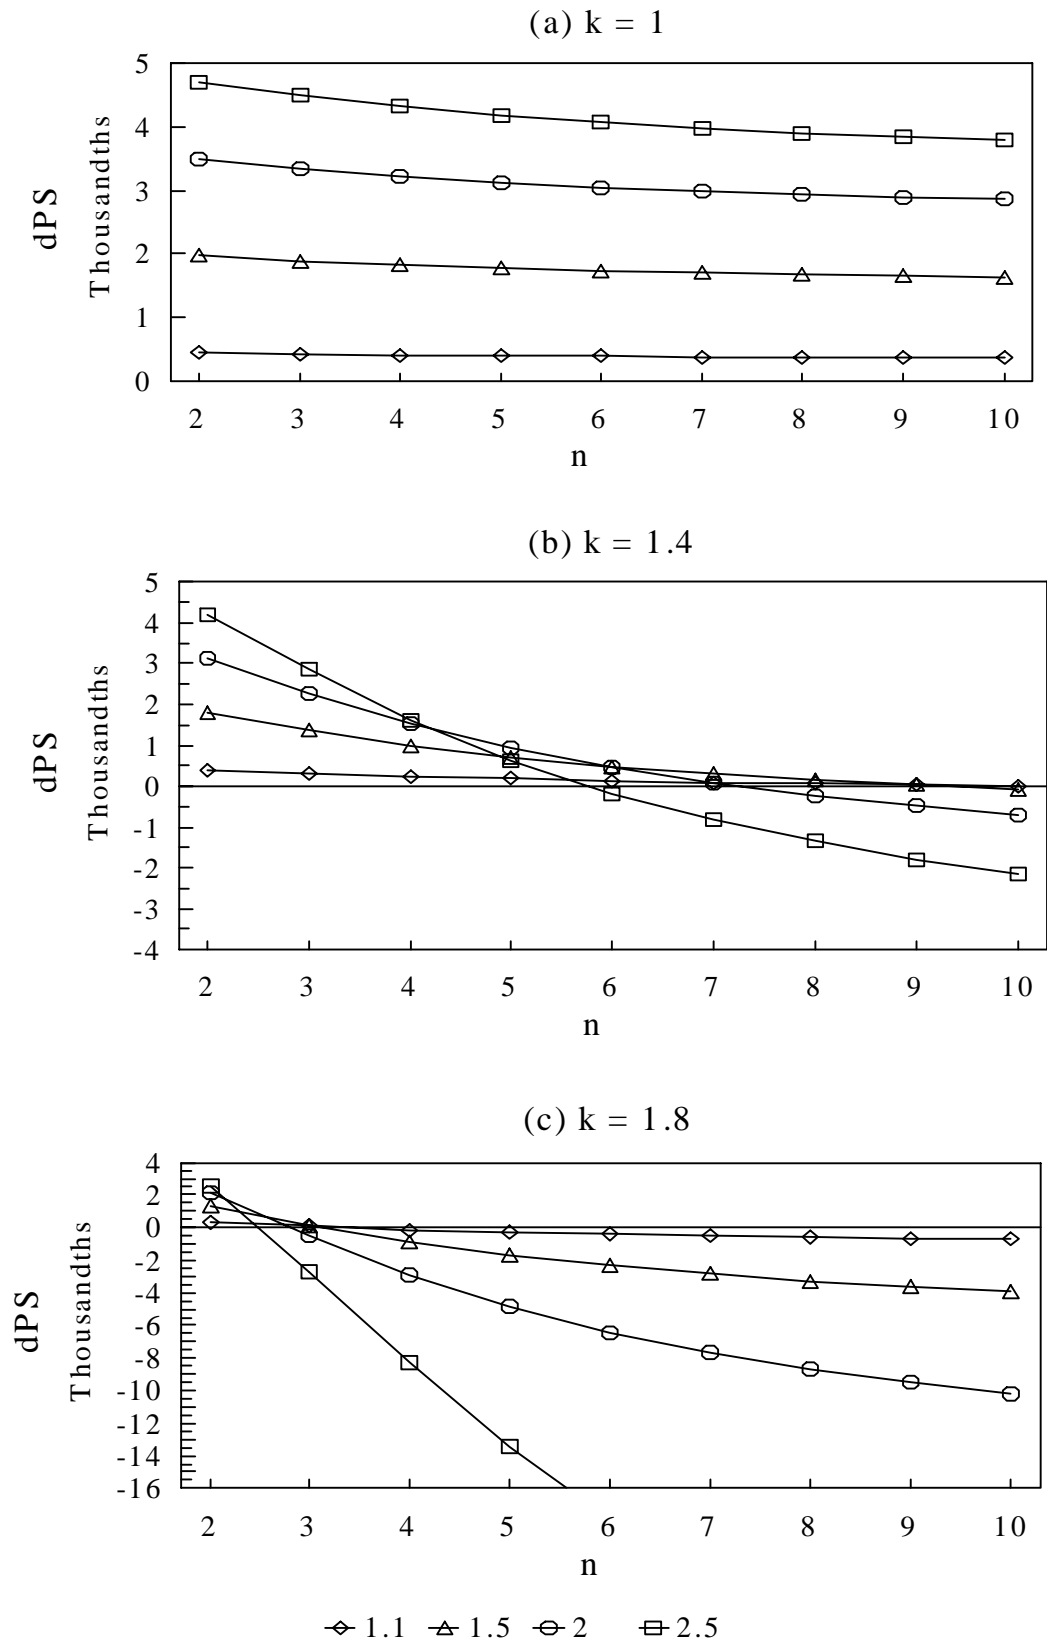 (a) k = 1
5
4
3
2
1
0
dPS
Thousandths
2 3 4 5 6 7 8 9 10
n
(b) k = 1.4
5
4
3
2
1
0
-1
-2
-3
-4
dPS
Thousandths
2 3 4 5 6 7 8 9 10
n
(c) k = 1.8
4
2
0
-2
-4
-6
-8
-10
-12
-14
-16
dPS
Thousandths
2 3 4 5 6 7 8 9 10
n
1.1 1.5 2 2.5